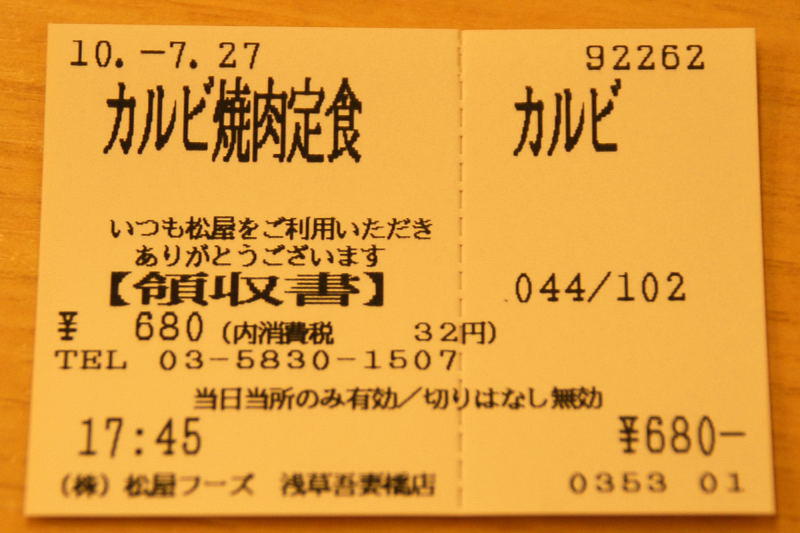 10.-7.27 92262
カルビ焼肉定食 カルビ
いつも松屋をご利用いただき
ありがとうございます
【領収書】 044/102
¥ 680 (内消費税 32円)
TEL 03-5830-1507
当日当所のみ有効/切りはなし無効
17:45 ¥680-
(株)松屋フーズ 浅草吾妻橋店 0353 01